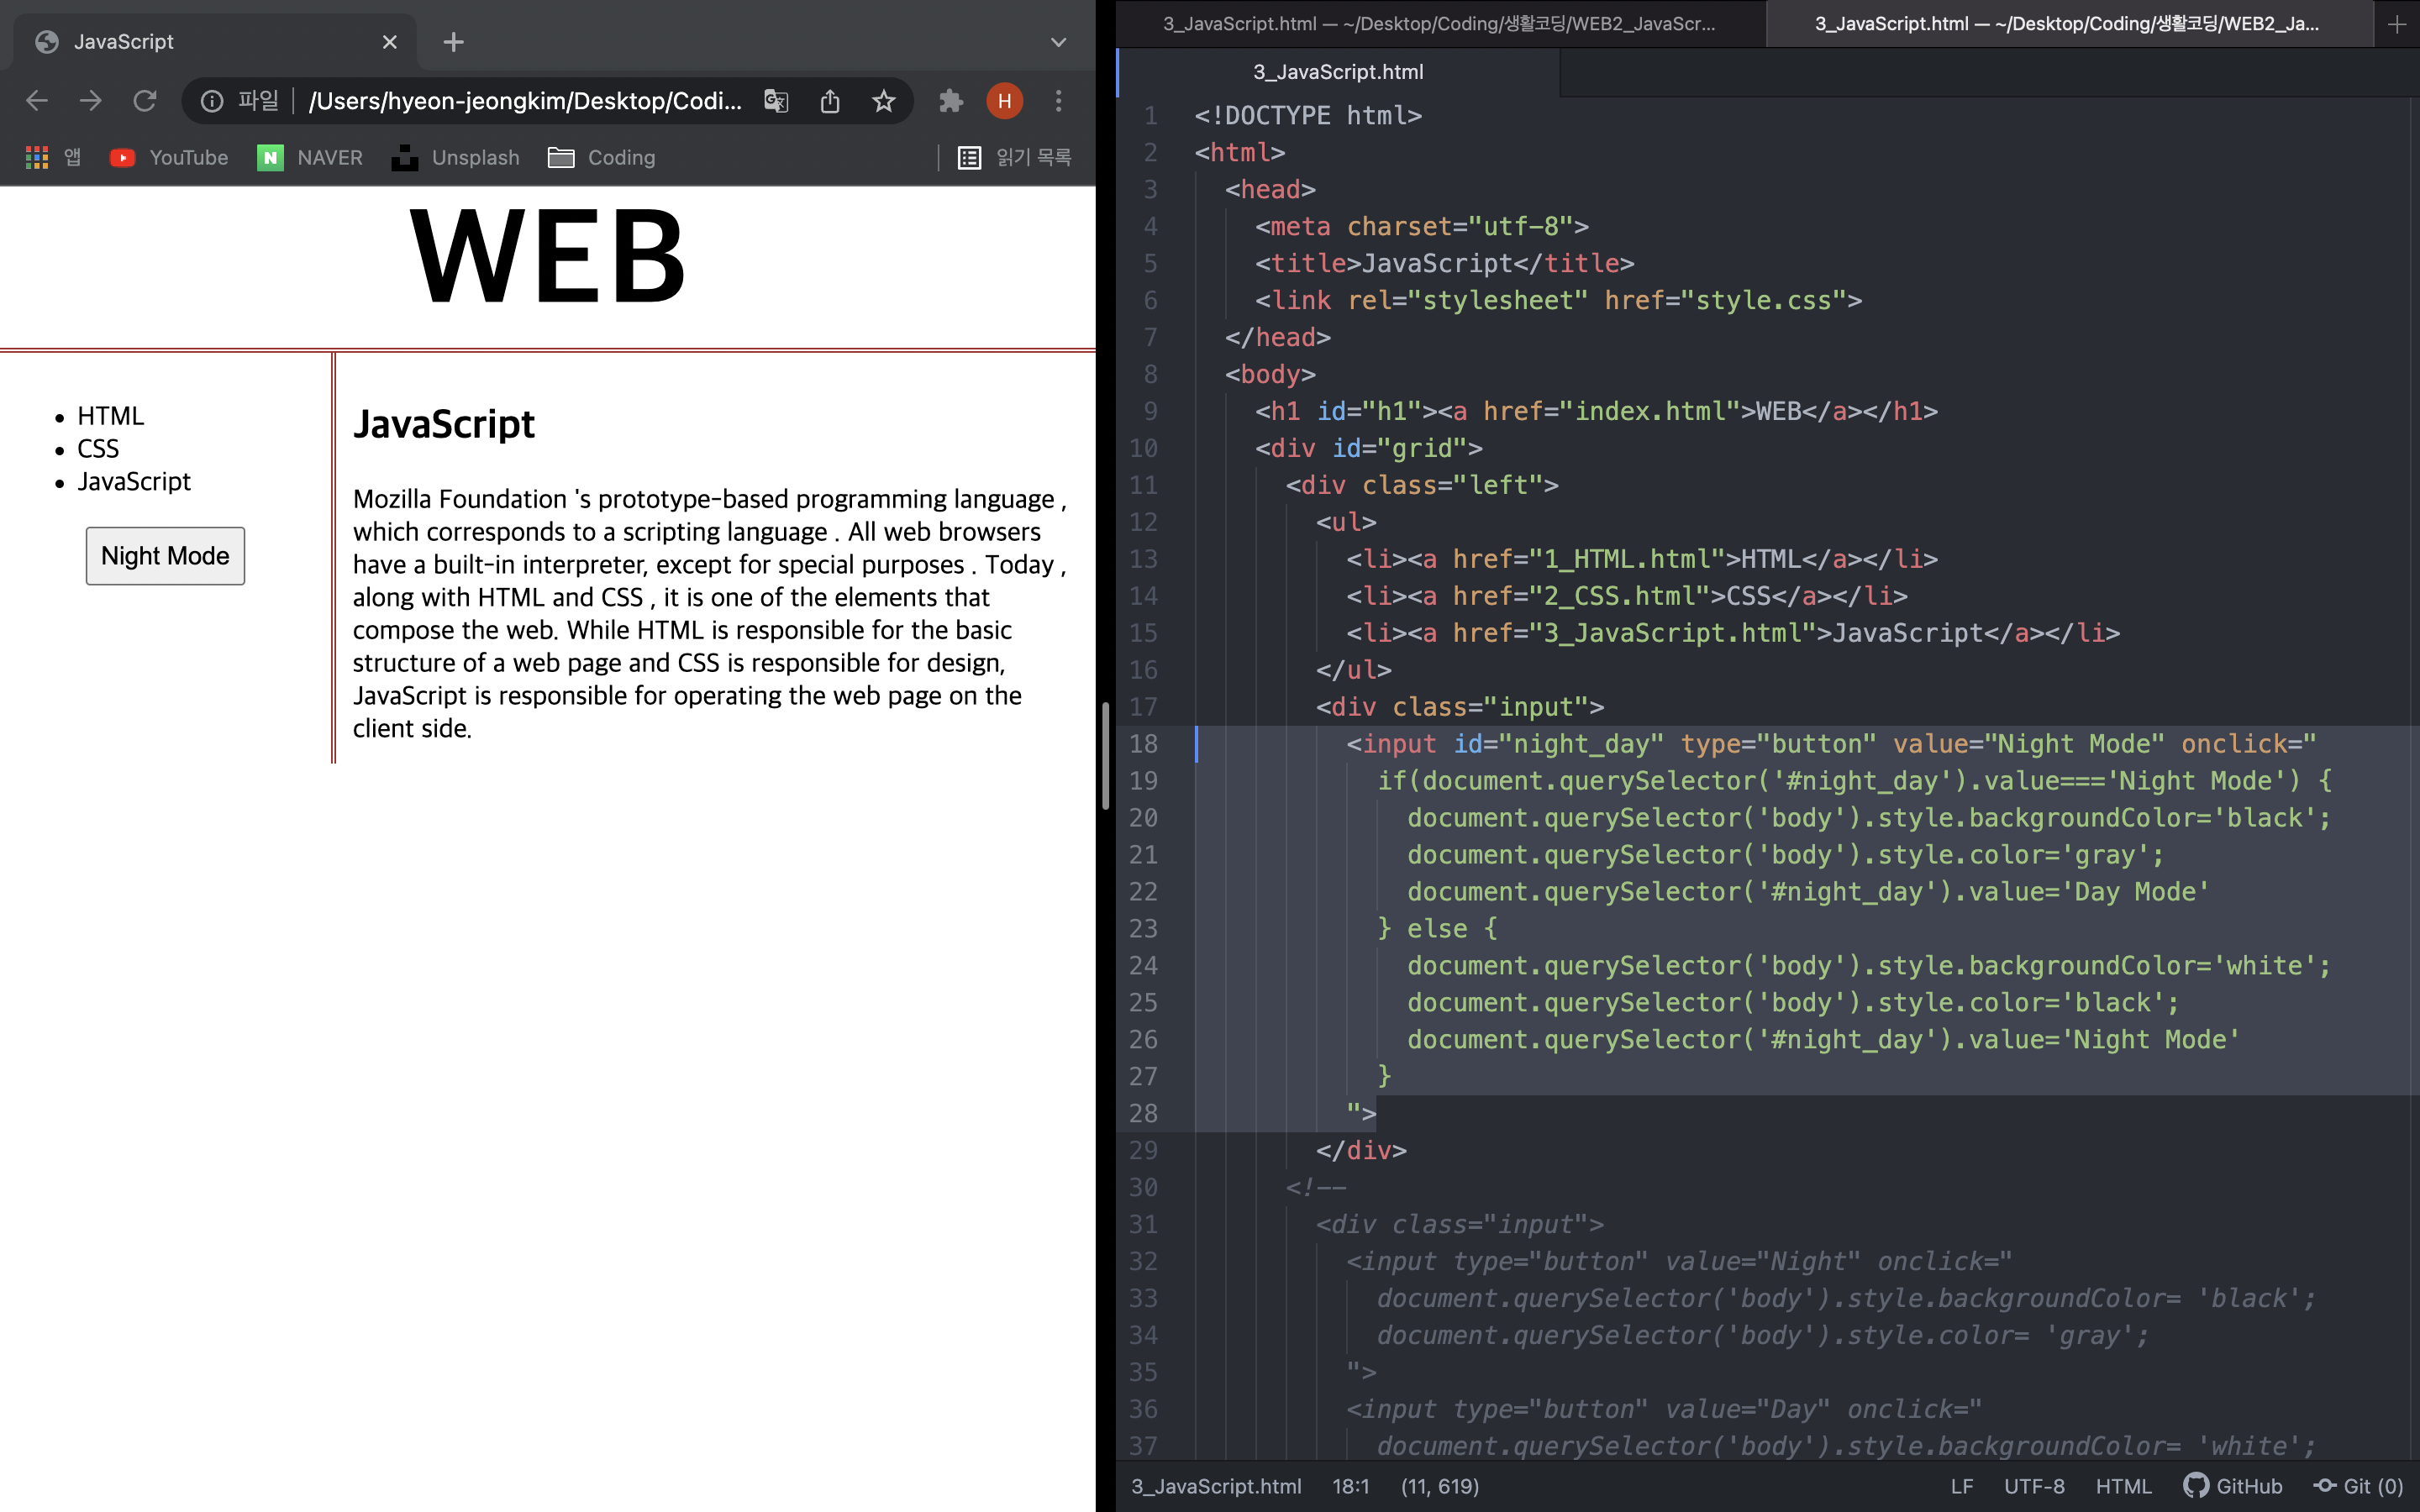 JavaScript
파일 /Users/hyeon-jeongkim/Desktop/Codi...
H
앱 YouTube NAVER Unsplash Coding 읽기 목록
WEB
HTML
CSS
JavaScript
Night Mode
JavaScript
Mozilla Foundation 's prototype-based programming language ,
which corresponds to a scripting language . All web browsers
have a built-in interpreter, except for special purposes . Today ,
along with HTML and CSS , it is one of the elements that
compose the web. While HTML is responsible for the basic
structure of a web page and CSS is responsible for design,
JavaScript is responsible for operating the web page on the
client side.
3_JavaScript.html — ~/Desktop/Coding/생활코딩/WEB2_JavaScr...
3_JavaScript.html — ~/Desktop/Coding/생활코딩/WEB2_Ja...
3_JavaScript.html
1 <!DOCTYPE html>
2 <html>
3 <head>
4 <meta charset="utf-8">
5 <title>JavaScript</title>
6 <link rel="stylesheet" href="style.css">
7 </head>
8 <body>
9 <h1 id="h1"><a href="index.html">WEB</a></h1>
10 <div id="grid">
11 <div class="left">
12 <ul>
13 <li><a href="1_HTML.html">HTML</a></li>
14 <li><a href="2_CSS.html">CSS</a></li>
15 <li><a href="3_JavaScript.html">JavaScript</a></li>
16 </ul>
17 <div class="input">
18 <input id="night_day" type="button" value="Night Mode" onclick="
19 if(document.querySelector('#night_day').value==='Night Mode') {
20 document.querySelector('body').style.backgroundColor='black';
21 document.querySelector('body').style.color='gray';
22 document.querySelector('#night_day').value='Day Mode'
23 } else {
24 document.querySelector('body').style.backgroundColor='white';
25 document.querySelector('body').style.color='black';
26 document.querySelector('#night_day').value='Night Mode'
27 }
28 ">
29 </div>
30 <!--
31 <div class="input">
32 <input type="button" value="Night" onclick="
33 document.querySelector('body').style.backgroundColor= 'black';
34 document.querySelector('body').style.color= 'gray';
35 ">
36 <input type="button" value="Day" onclick="
37 document.querySelector('body').style.backgroundColor= 'white';
3_JavaScript.html 18:1 (11, 619) LF UTF-8 HTML GitHub Git (0)